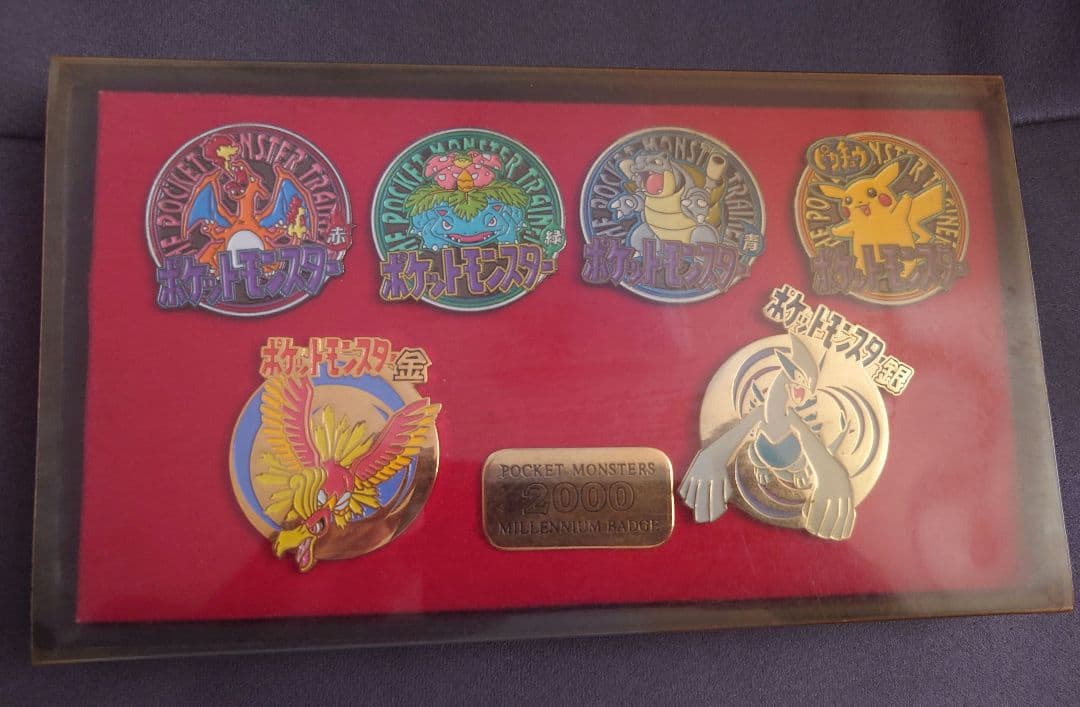 THE POCKET MONSTER TRAINER
赤
ポケットモンスター
THE POCKET MONSTER TRAINER
緑
ポケットモンスター
THE POCKET MONSTER TRAINER
青
ポケットモンスター
ピカチュウ
THE POCKET MONSTER TRAINER
ポケットモンスター
ポケットモンスター金
ポケットモンスター銀
POCKET MONSTERS
2000
MILLENNIUM BADGE